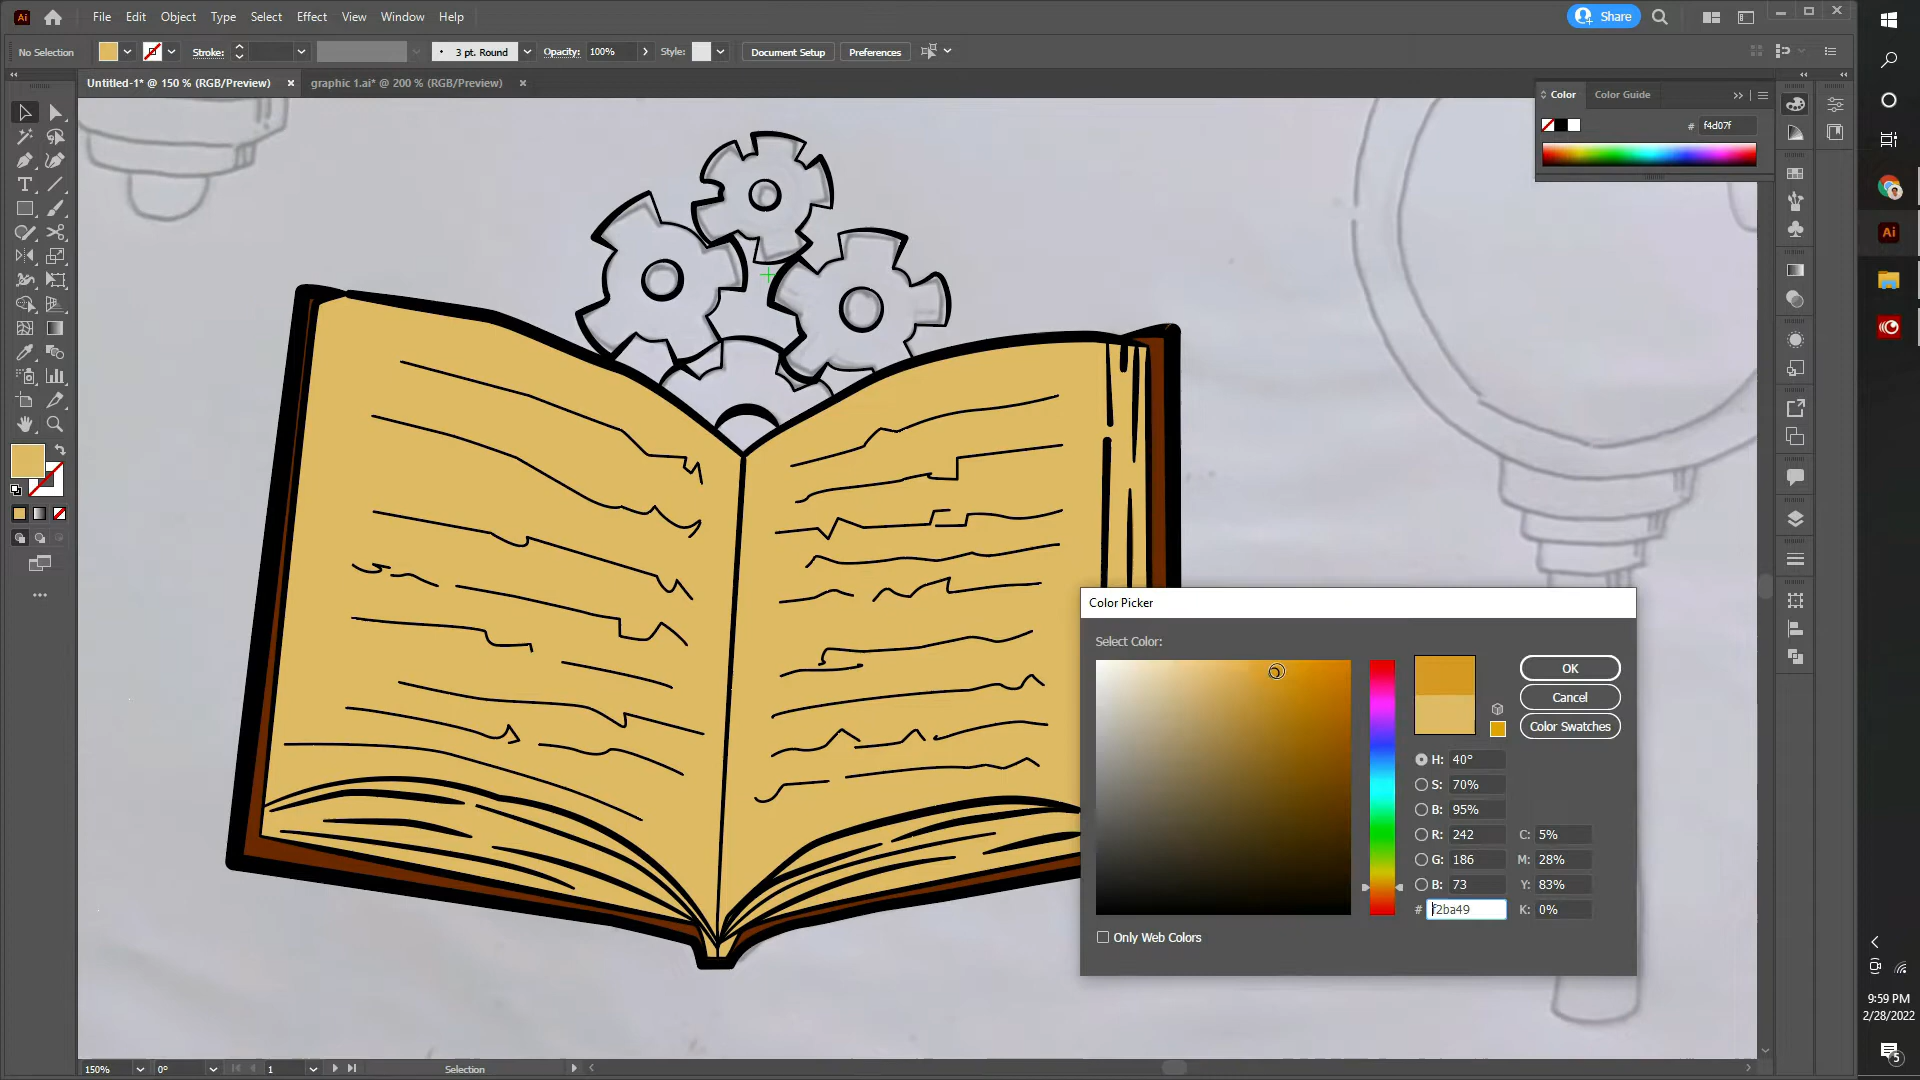 Ai File Edit Object Type Select Effect View Window Help Share
No Selection Stroke: 3 pt. Round Opacity: 100% Style: Document Setup Preferences
Untitled-1* @ 150 % (RGB/Preview) × graphic 1.ai* @ 200 % (RGB/Preview) ×
Color Color Guide
# f4d07f
Ai
Color Picker
Select Color:
OK
Cancel
Color Swatches
H: 40°
S: 70%
B: 95%
R: 242 C: 5%
G: 186 M: 28%
B: 73 Y: 83%
# f2ba49 K: 0%
Only Web Colors
150% 0° 1 Selection
9:59 PM
2/28/2022
5